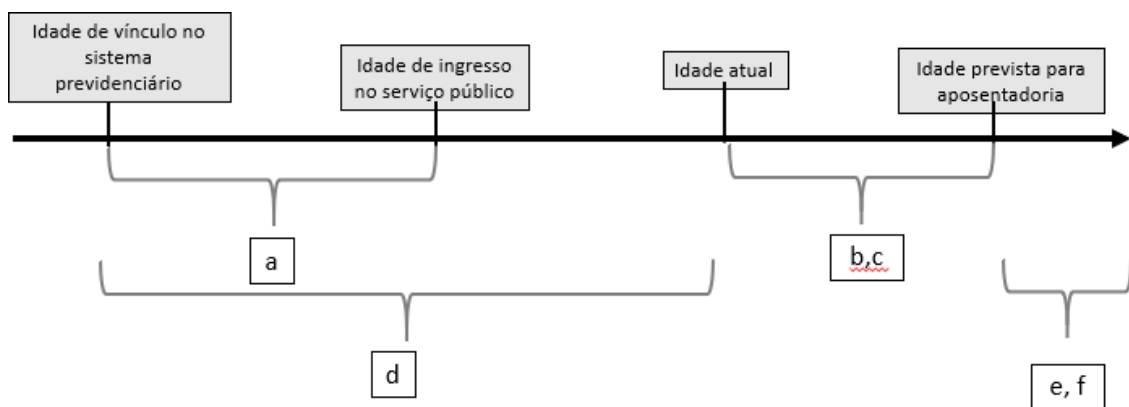 Idade de vínculo no
sistema
previdenciário
Idade de ingresso
no serviço público
Idade atual
Idade prevista para
aposentadoria
a
b,c
d
e, f